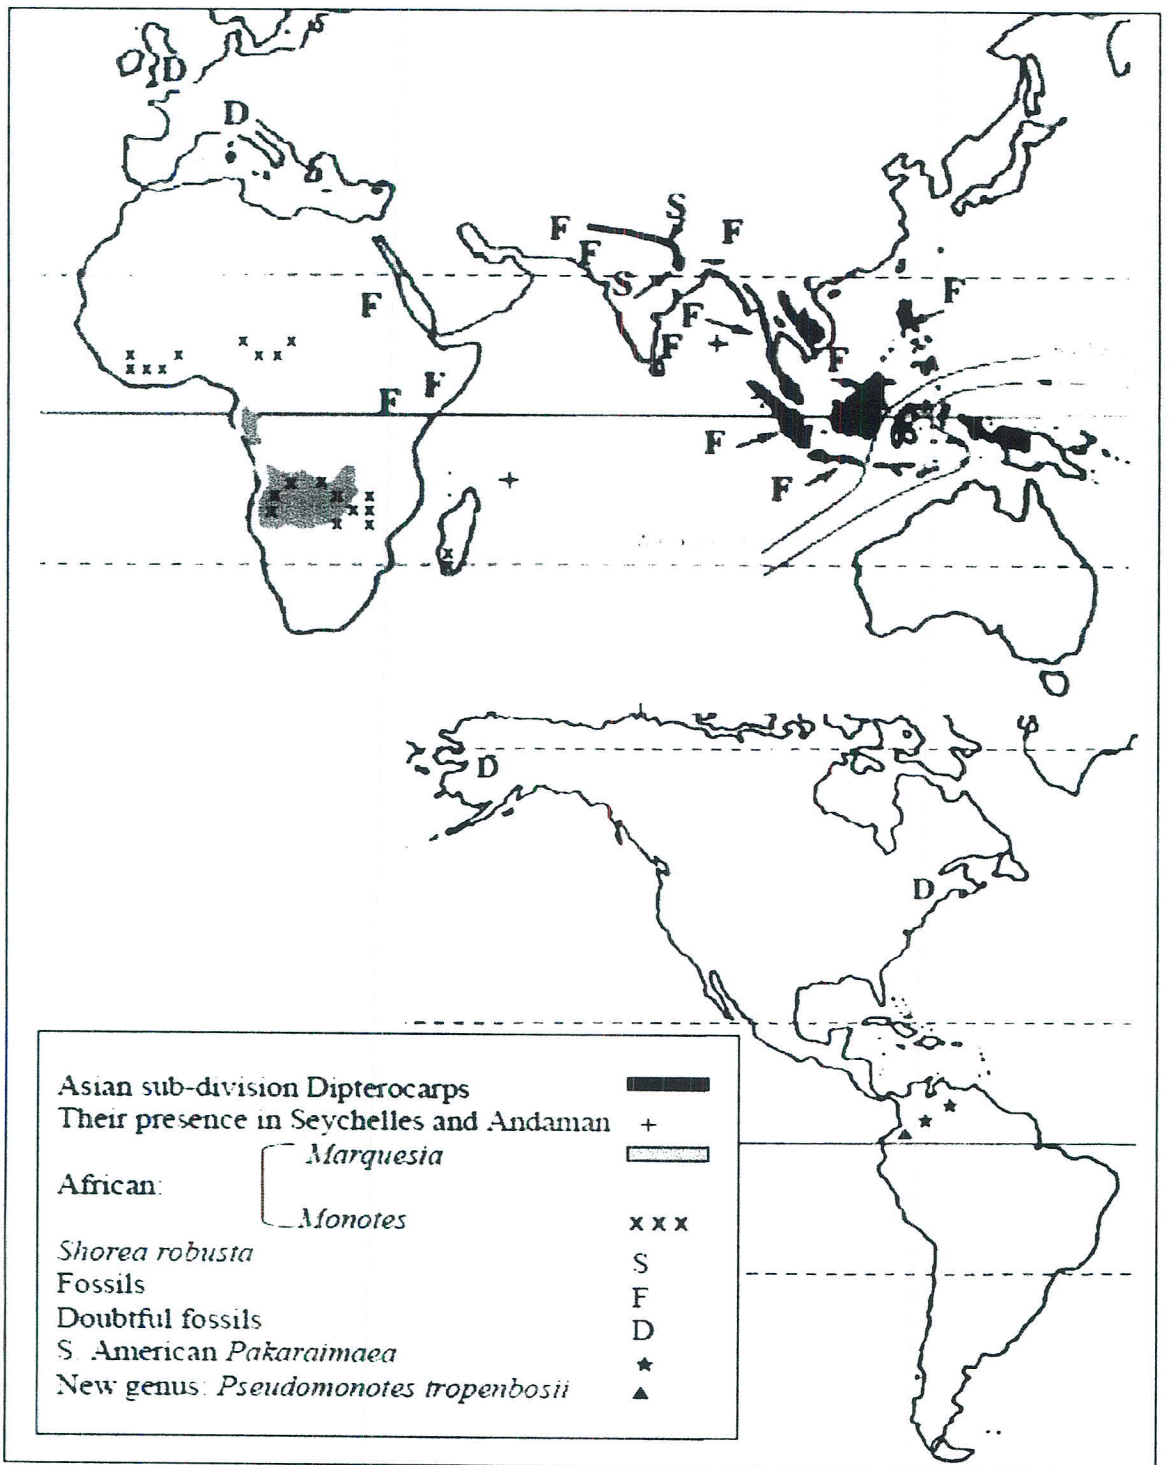 D
D
S
F F
F
S
F F
F
F F
F
F
F
F
D
D
Asian sub-division Dipterocarps
Their presence in Seychelles and Andaman +
Marquesia
African:
Monotes x x x
Shorea robusta S
Fossils F
Doubtful fossils D
S. American Pakaraimaea ★
New genus: Pseudomonotes tropenbosii ▲